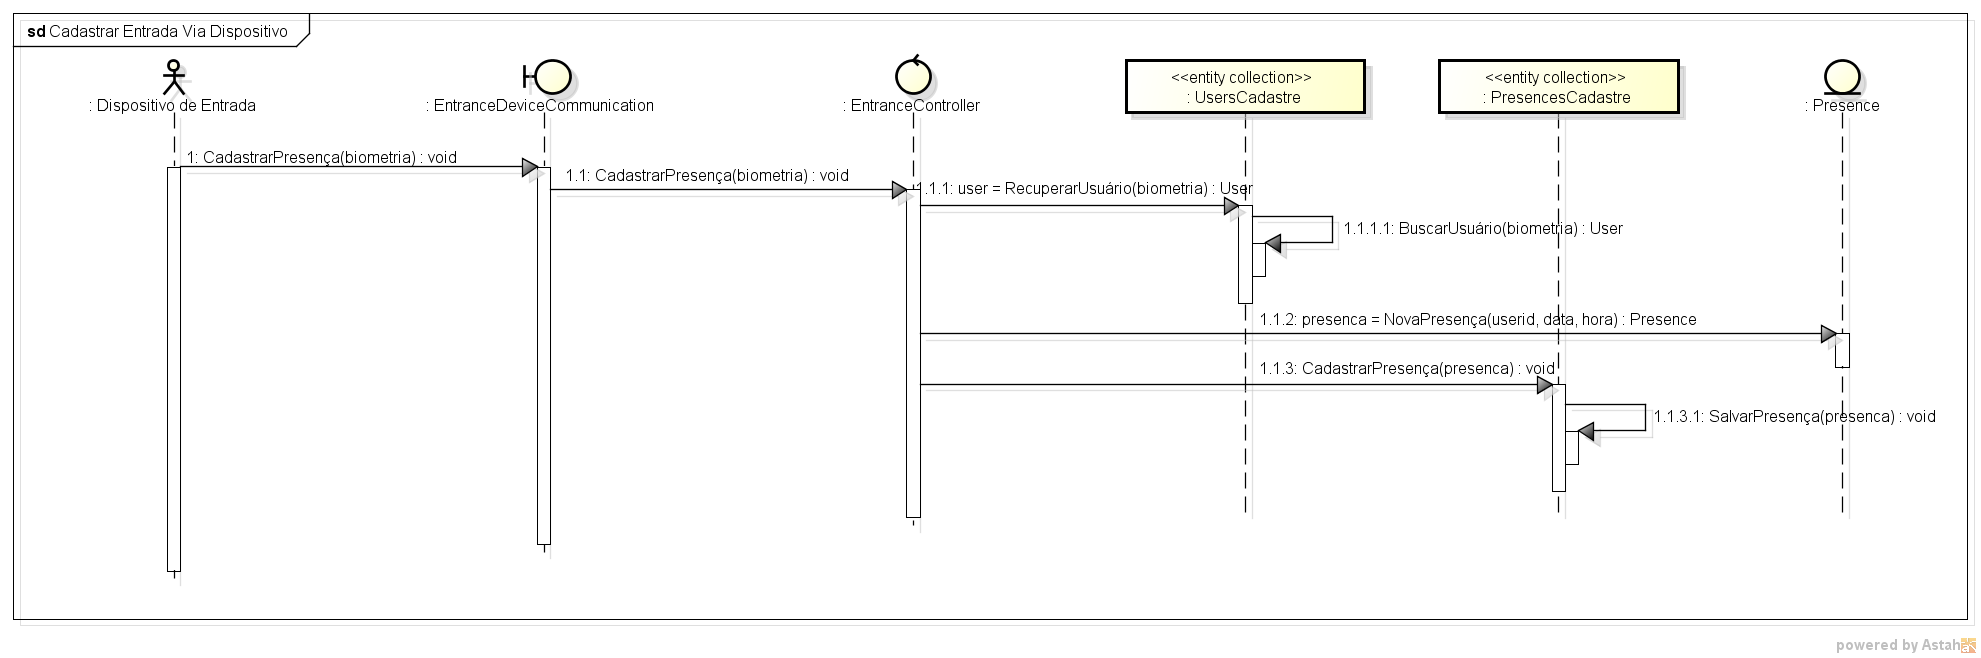 sd Cadastrar Entrada Via Dispositivo
: Dispositivo de Entrada
: EntranceDeviceCommunication
: EntranceController
<<entity collection>>
: UsersCadastre
<<entity collection>>
: PresencesCadastre
: Presence
1: CadastrarPresença(biometria) : void
1.1: CadastrarPresença(biometria) : void
1.1.1: user = RecuperarUsuário(biometria) : User
1.1.1.1: BuscarUsuário(biometria) : User
1.1.2: presenca = NovaPresença(userid, data, hora) : Presence
1.1.3: CadastrarPresença(presenca) : void
1.1.3.1: SalvarPresença(presenca) : void
powered by Astah